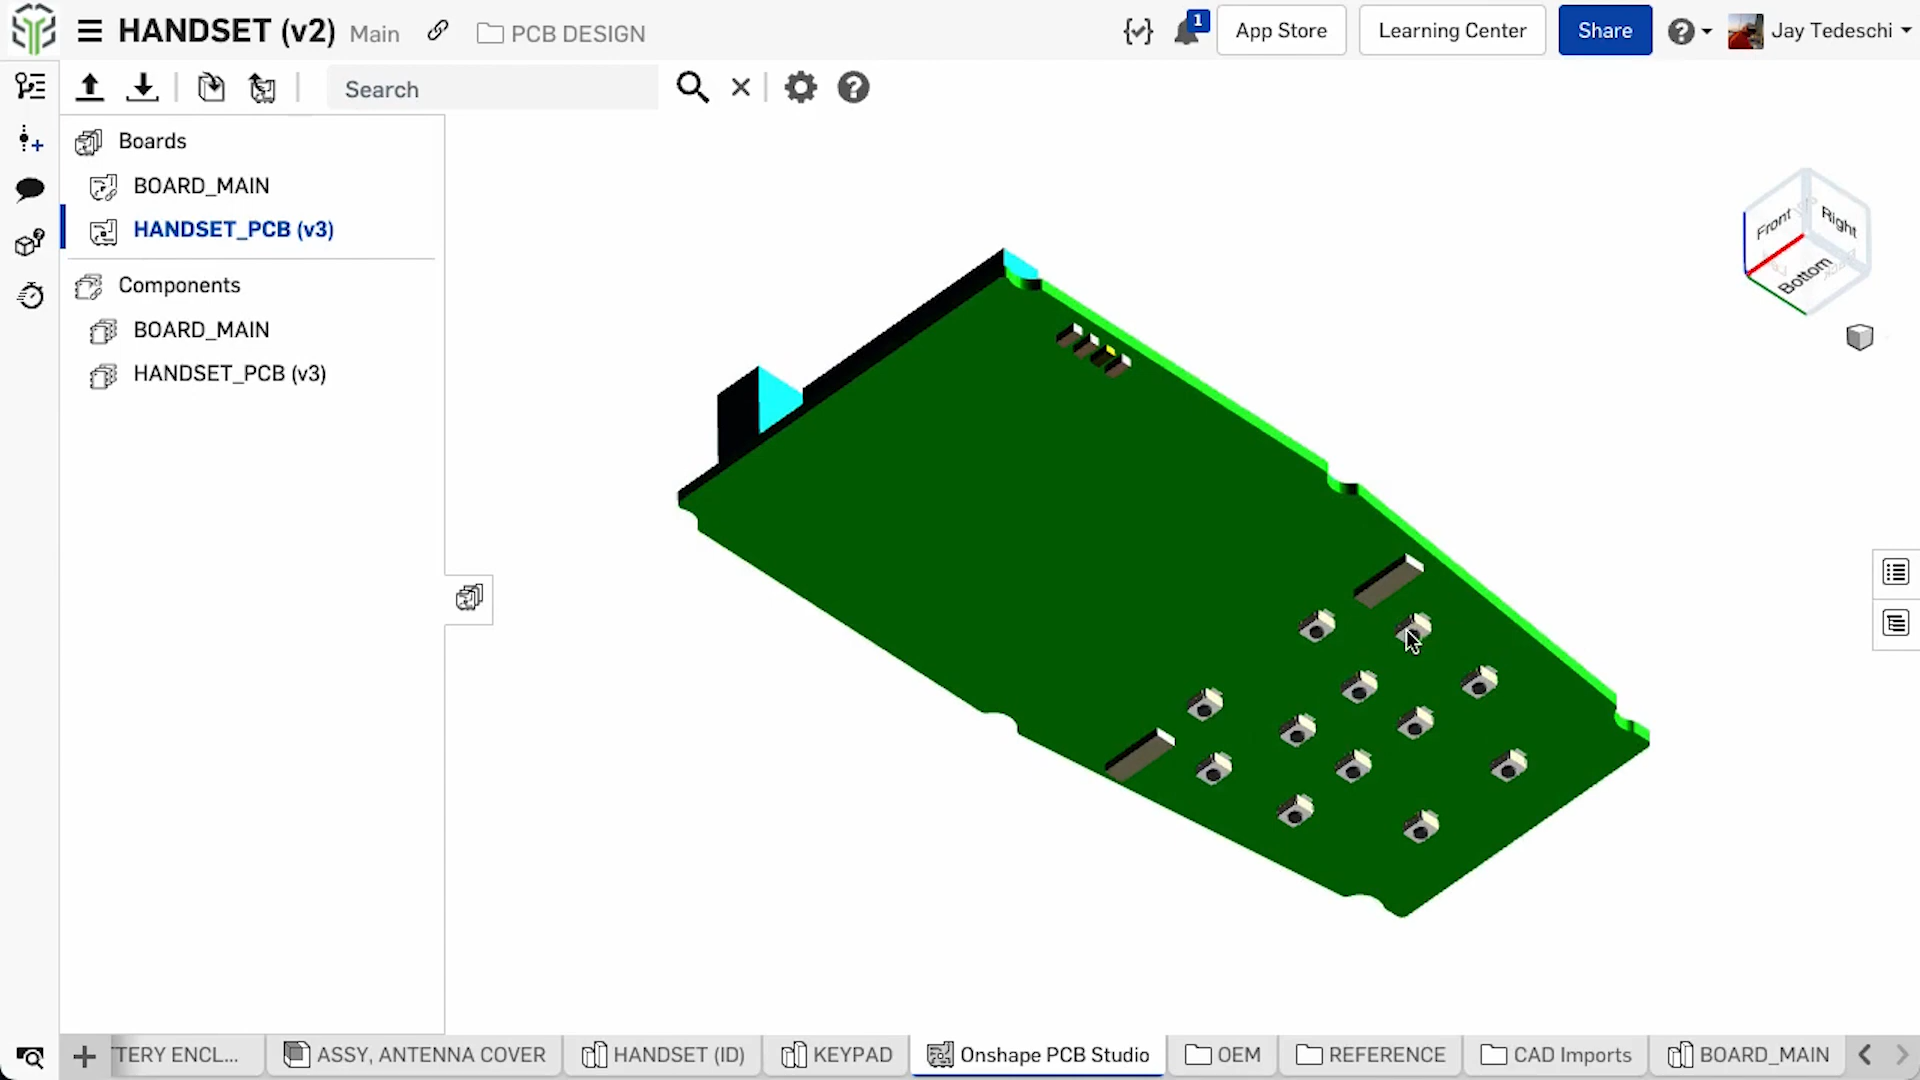 HANDSET (v2) Main PCB DESIGN 1 App Store Learning Center Share Jay Tedeschi
Search
Boards
BOARD_MAIN
HANDSET_PCB (v3)
Components
BOARD_MAIN
HANDSET_PCB (v3)
Front Right
Bottom
TERY ENCL... ASSY, ANTENNA COVER HANDSET (ID) KEYPAD Onshape PCB Studio OEM REFERENCE CAD Imports BOARD_MAIN